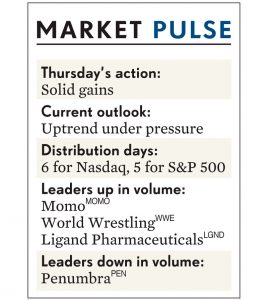 MARKET PULSE
Thursday's action:
Solid gains
Current outlook:
Uptrend under pressure
Distribution days:
6 for Nasdaq, 5 for S&P 500
Leaders up in volume:
Momo MOMO
World Wrestling WWE
Ligand Pharmaceuticals LGND
Leaders down in volume:
Penumbra PEN